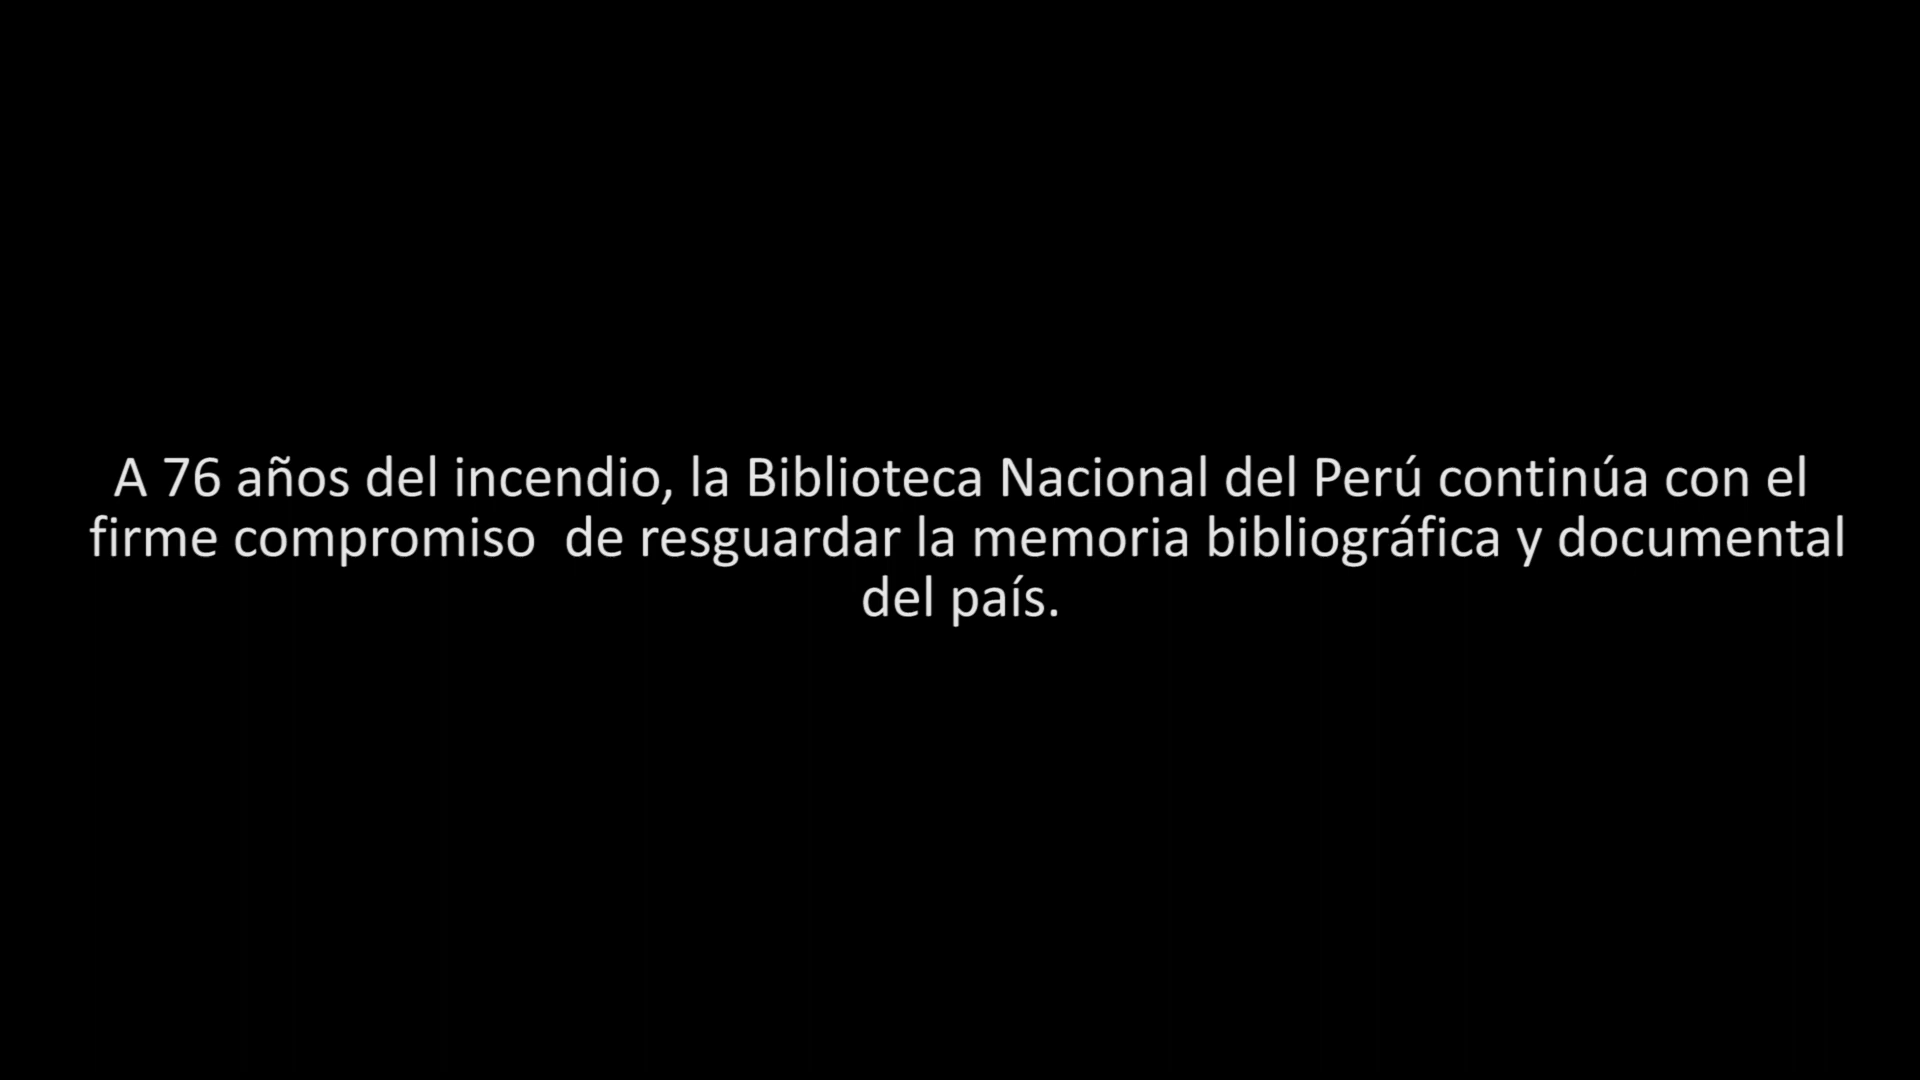 A 76 años del incendio, la Biblioteca Nacional del Perú continúa con el
firme compromiso  de resguardar la memoria bibliográfica y documental
del país.